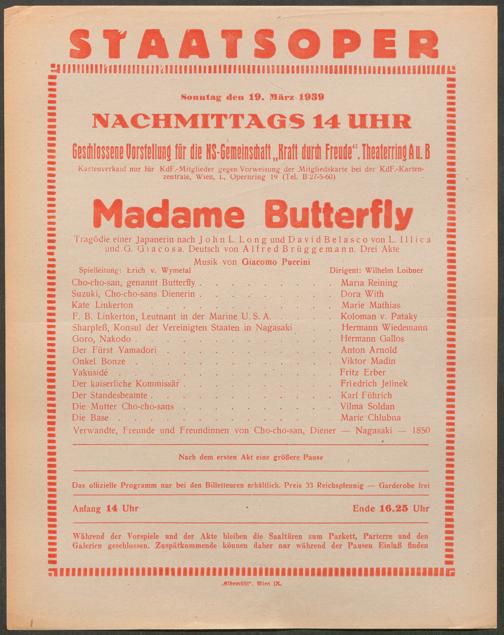 STAATSOPER
Sonntag den 19. März 1939
NACHMITTAGS 14 UHR
Geschlossene Vorstellung für die NS-Gemeinschaft „Kraft durch Freude“. Theaterring A u. B
Kartenverkauf nur für KdF.-Mitglieder gegen Vorweisung der Mitgliedskarte bei der KdF.-Karten-
zentrale, Wien, I., Opernring 19 (Tel. B 27-5-60)
Madame Butterfly
Tragödie einer Japanerin nach John L. Long und David Belasco von L. Illica
und G. Giacosa. Deutsch von Alfred Brüggemann. Drei Akte
Musik von Giacomo Puccini
Spielleitung: Erich v. Wymetal Dirigent: Wilhelm Loibner
Cho-cho-san, genannt Butterfly . . . . . . . . Maria Reining
Suzuki, Cho-cho-sans Dienerin . . . . . . . . Dora With
Kate Linkerton . . . . . . . . Marie Mathias
F. B. Linkerton, Leutnant in der Marine U. S. A. . . . . . Koloman v. Pataky
Sharpleß, Konsul der Vereinigten Staaten in Nagasaki . . . . Hermann Wiedemann
Goro, Nakodo . . . . . . . . Hermann Gallos
Der Fürst Yamadori . . . . . . . . Anton Arnold
Onkel Bonze . . . . . . . . Viktor Madin
Yakusidé . . . . . . . . Fritz Erber
Der kaiserliche Kommissär . . . . . . . . Friedrich Jelinek
Der Standesbeamte . . . . . . . . Karl Führich
Die Mutter Cho-cho-sans . . . . . . . . Vilma Soldan
Die Base . . . . . . . . Marie Chlubna
Verwandte, Freunde und Freundinnen von Cho-cho-san, Diener — Nagasaki — 1850
Nach dem ersten Akt eine größere Pause
Das offizielle Programm nur bei den Billetteuren erhältlich. Preis 33 Reichspfennig — Garderobe frei
Anfang 14 Uhr Ende 16.25 Uhr
Während der Vorspiele und der Akte bleiben die Saaltüren zum Parkett, Parterre und den
Galerien geschlossen. Zuspätkommende können daher nur während der Pausen Einlaß finden
„Elbemühl“, Wien IX.